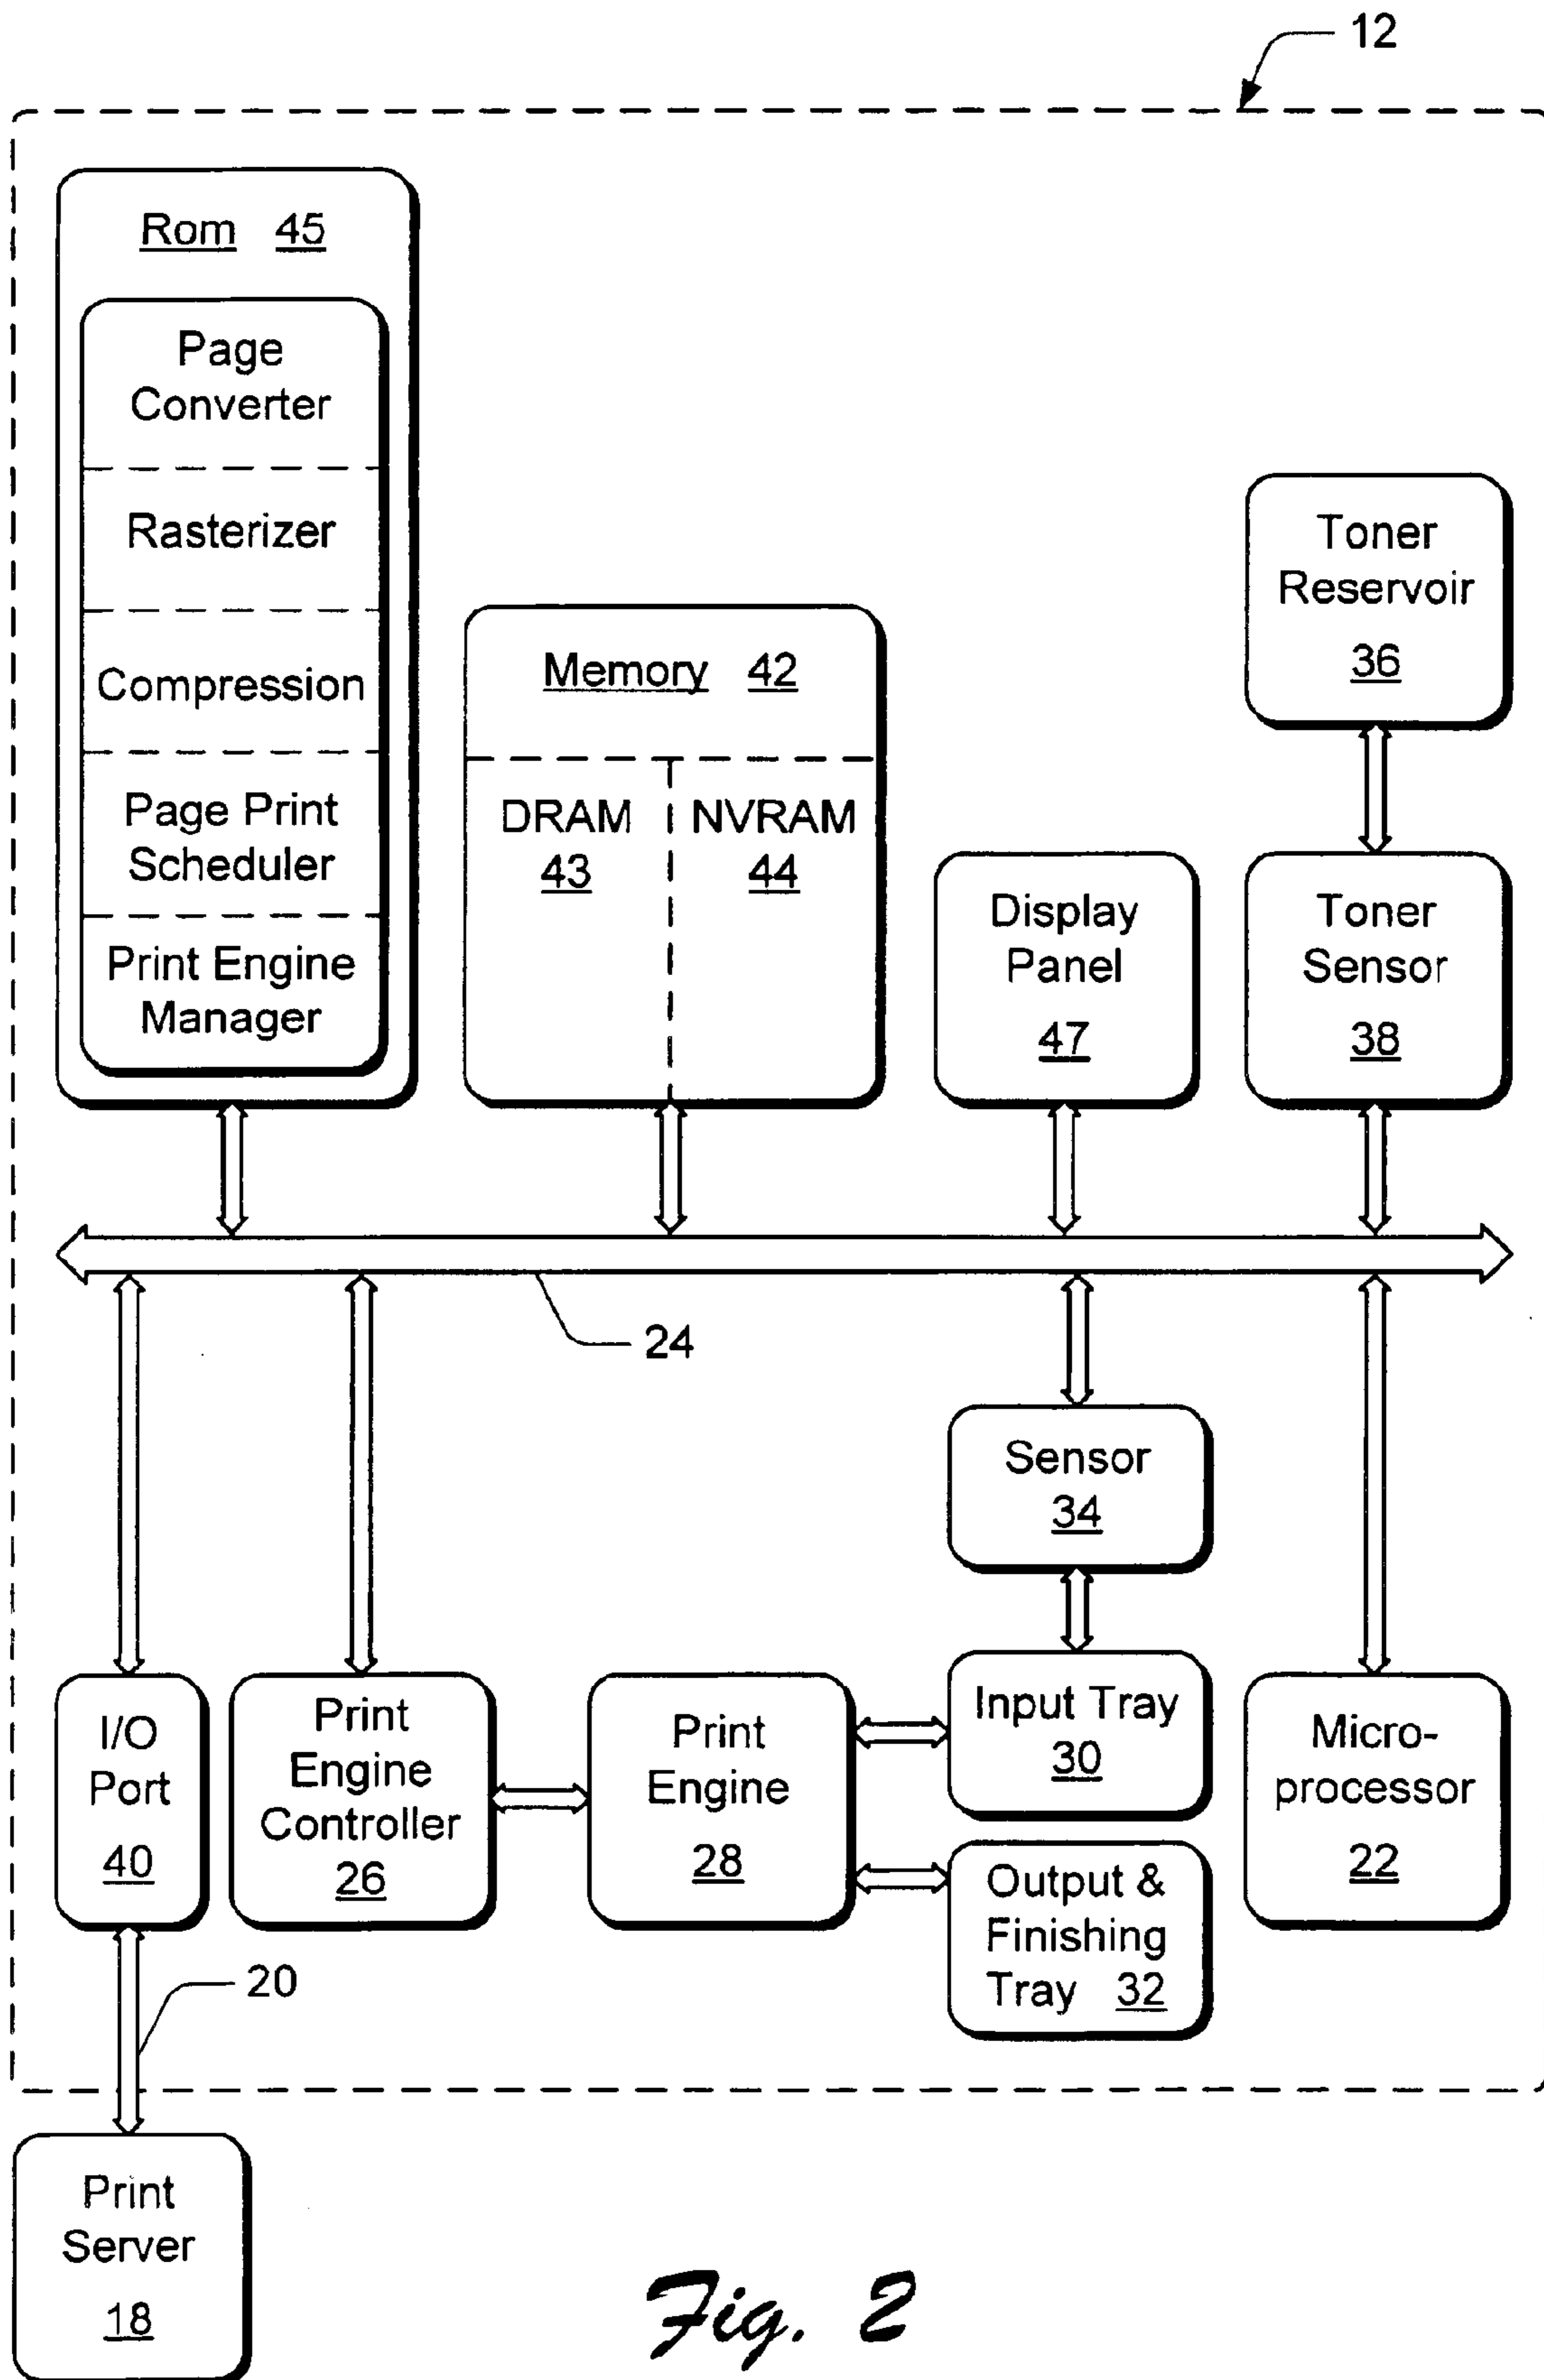 12
Rom 45
Page
Converter
Rasterizer
Compression
Page Print
Scheduler
Print Engine
Manager
Memory 42
DRAM
43
NVRAM
44
Display
Panel
47
Toner
Reservoir
36
Toner
Sensor
38
24
Sensor
34
I/O
Port
40
Print
Engine
Controller
26
Print
Engine
28
Input Tray
30
Output &
Finishing
Tray 32
Micro-
processor
22
20
Print
Server
18
Fig. 2